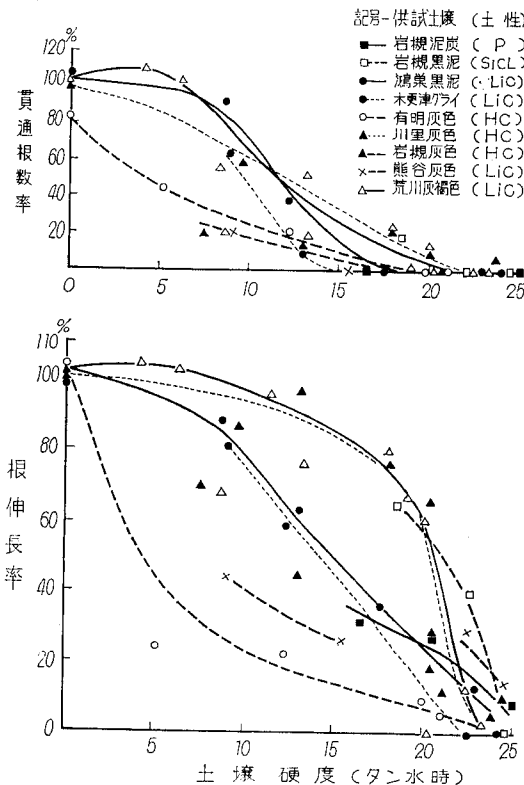 記号-供試土壌(土性)
■ 岩槻泥炭 (P)
□ 岩槻黒泥 (SiCL)
● 鴻巣黒泥 (LiC)
● 木更津グライ (LiC)
○ 有明灰色 (HC)
▲ 川里灰色 (HC)
▲ 岩槻灰色 (HC)
× 熊谷灰色 (LiC)
△ 荒川灰褐色 (LiC)
%
120
100
80
60
40
20
貫通根数率
0 5 10 15 20 25
%
110
100
80
60
40
20
0
根伸長率
5 10 15 20 25
土壌硬度(タン水時)